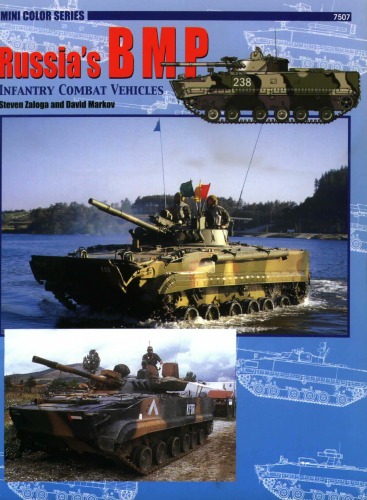 MINI COLOR SERIES
7507
Russia's BMP
INFANTRY COMBAT VEHICLES
Steven Zaloga and David Markov
238